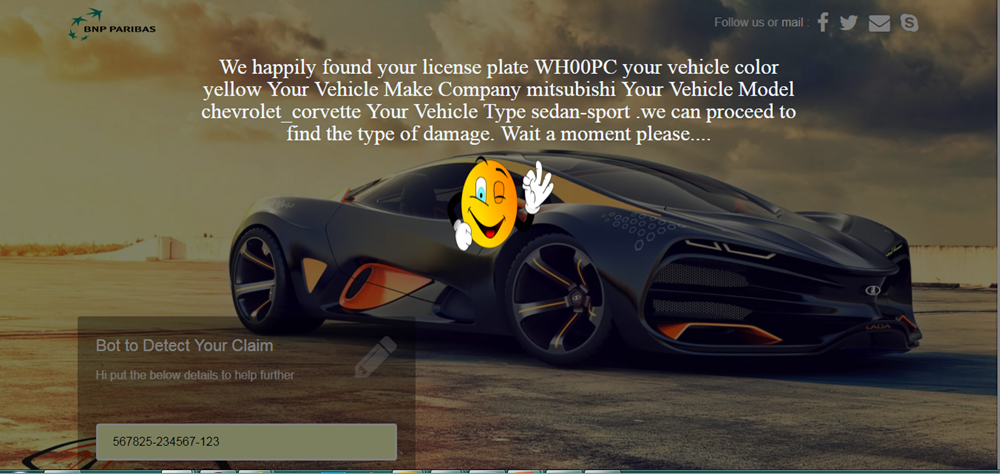 BNP PARIBAS
Follow us or mail :
We happily found your license plate WH00PC your vehicle color
yellow Your Vehicle Make Company mitsubishi Your Vehicle Model
chevrolet_corvette Your Vehicle Type sedan-sport .we can proceed to
find the type of damage. Wait a moment please....
LADA
Bot to Detect Your Claim
Hi put the below details to help further
567825-234567-123